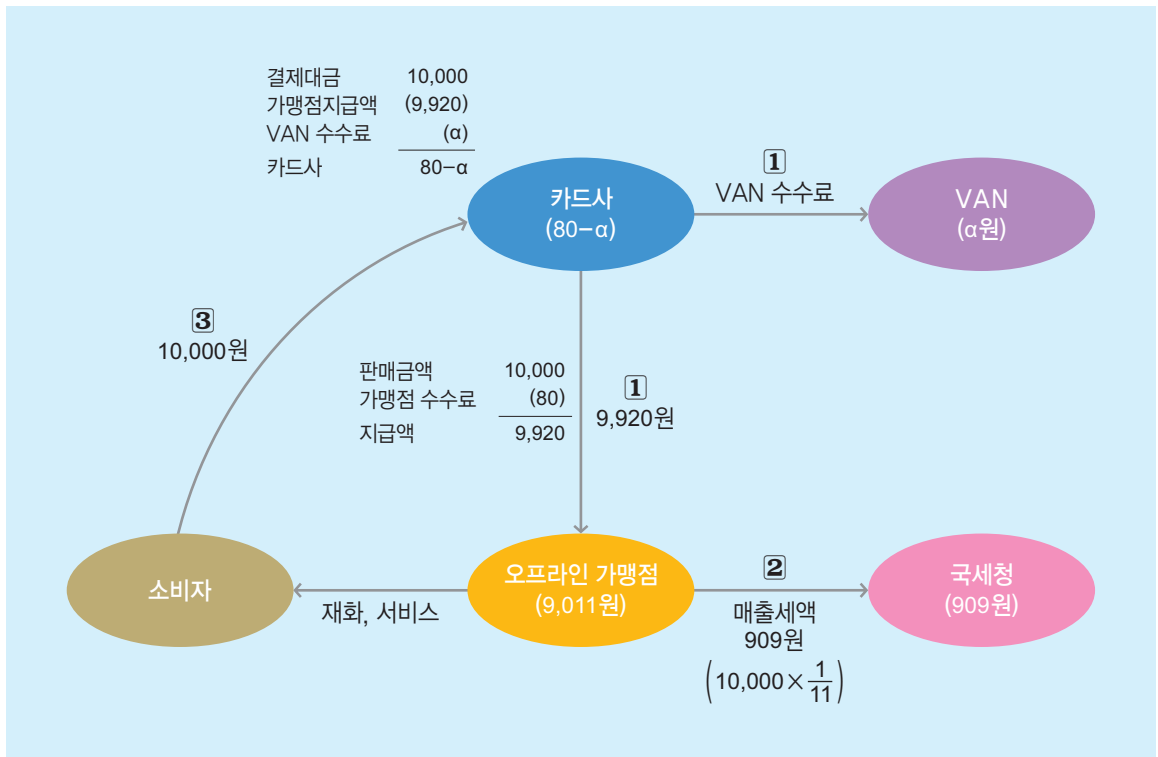 결제대금 10,000
가맹점지급액 (9,920)
VAN 수수료 (α)
카드사 80−α
카드사
(80−α)
1
VAN 수수료
VAN
(α원)
3
10,000원
판매금액 10,000
가맹점 수수료 (80)
지급액 9,920
1
9,920원
소비자
재화, 서비스
오프라인 가맹점
(9,011원)
2
매출세액
909원
(10,000×1/11)
국세청
(909원)